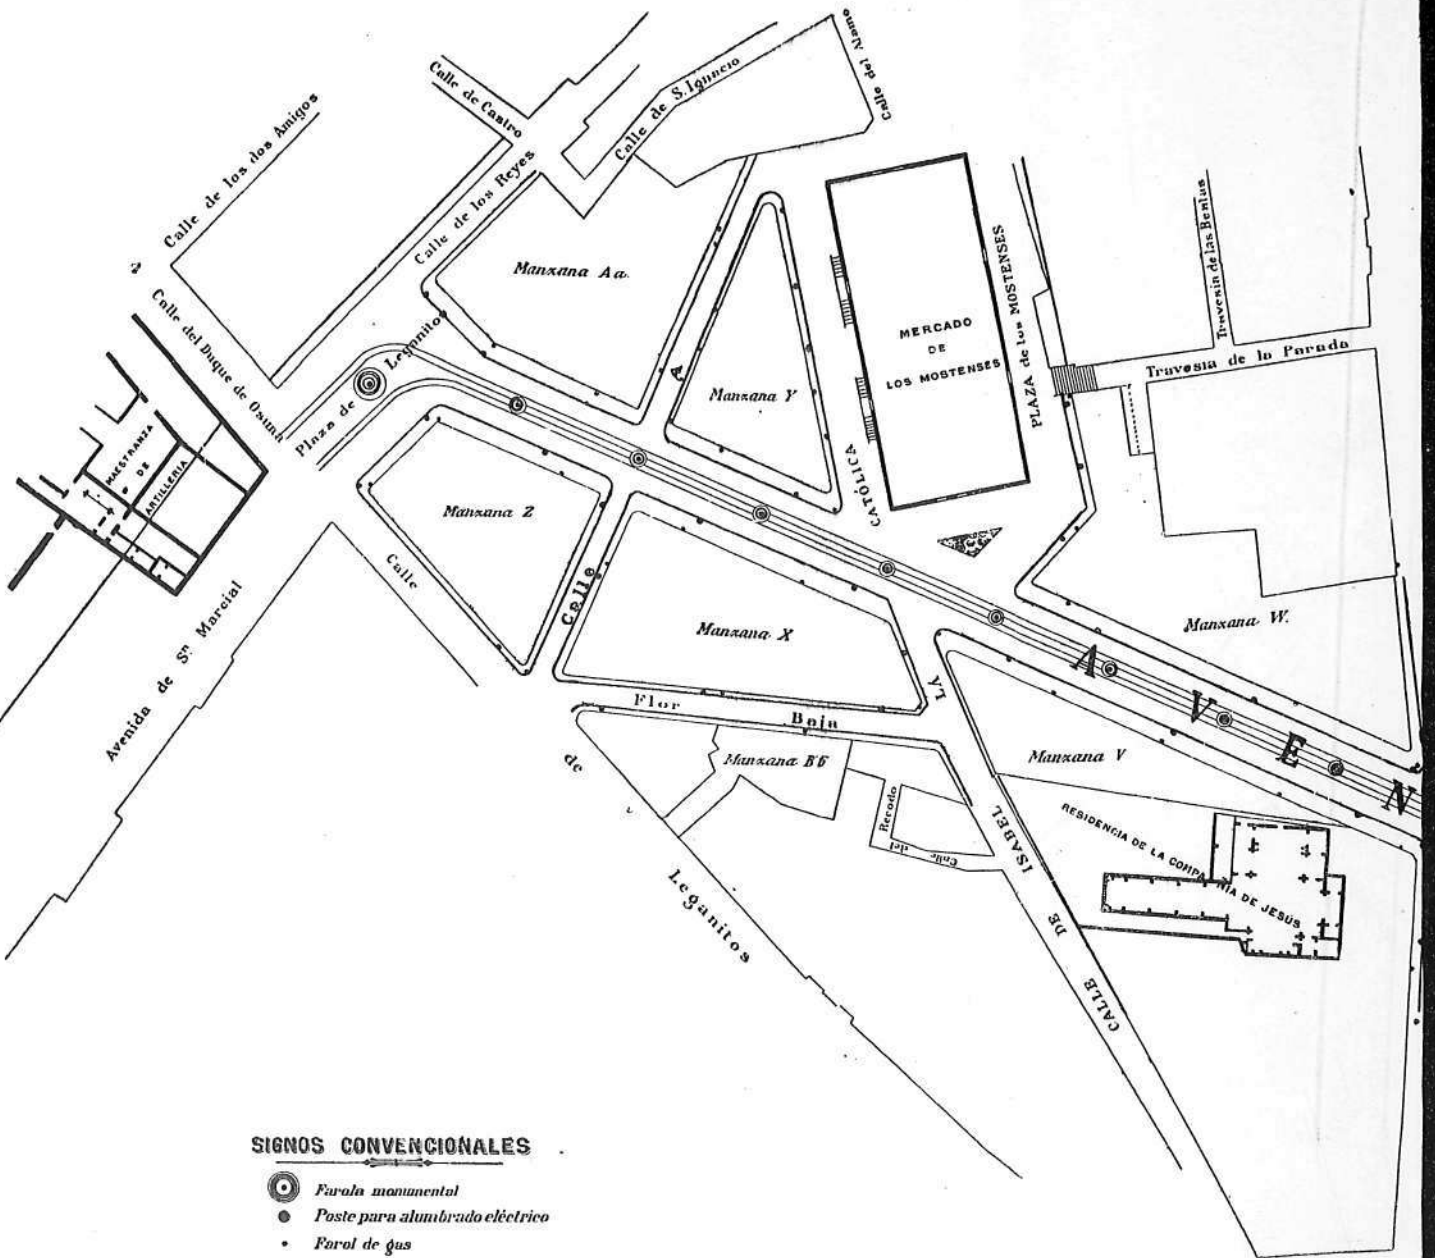 Calle de Castro
Calle de S. Ignacio
Calle del Alamo
Calle de los dos Amigos
Calle de los Reyes
Calle del Duque de Osuna
Plaza de Leganitos
Manzana Aa.
Manzana Y
A.
MERCADO
DE
LOS MOSTENSES
PLAZA de los MOSTENSES
Travesia de las Beatas
Travesia de la Parada
MAESTRANZA
DE
ARTILLERIA
Manzana Z
Calle
Calle
Manzana X
Manzana W.
Avenida de Sn Marcial
Flor Baja
Manzana B6
Manzana V
AVEN
de
Leganitos
Calle del Recodo
CALLE DE ISABEL LA CATÓLICA
RESIDENCIA DE LA COMPAÑIA DE JESÚS
SIGNOS CONVENCIONALES
Farola monumental
Poste para alumbrado eléctrico
Farol de gas